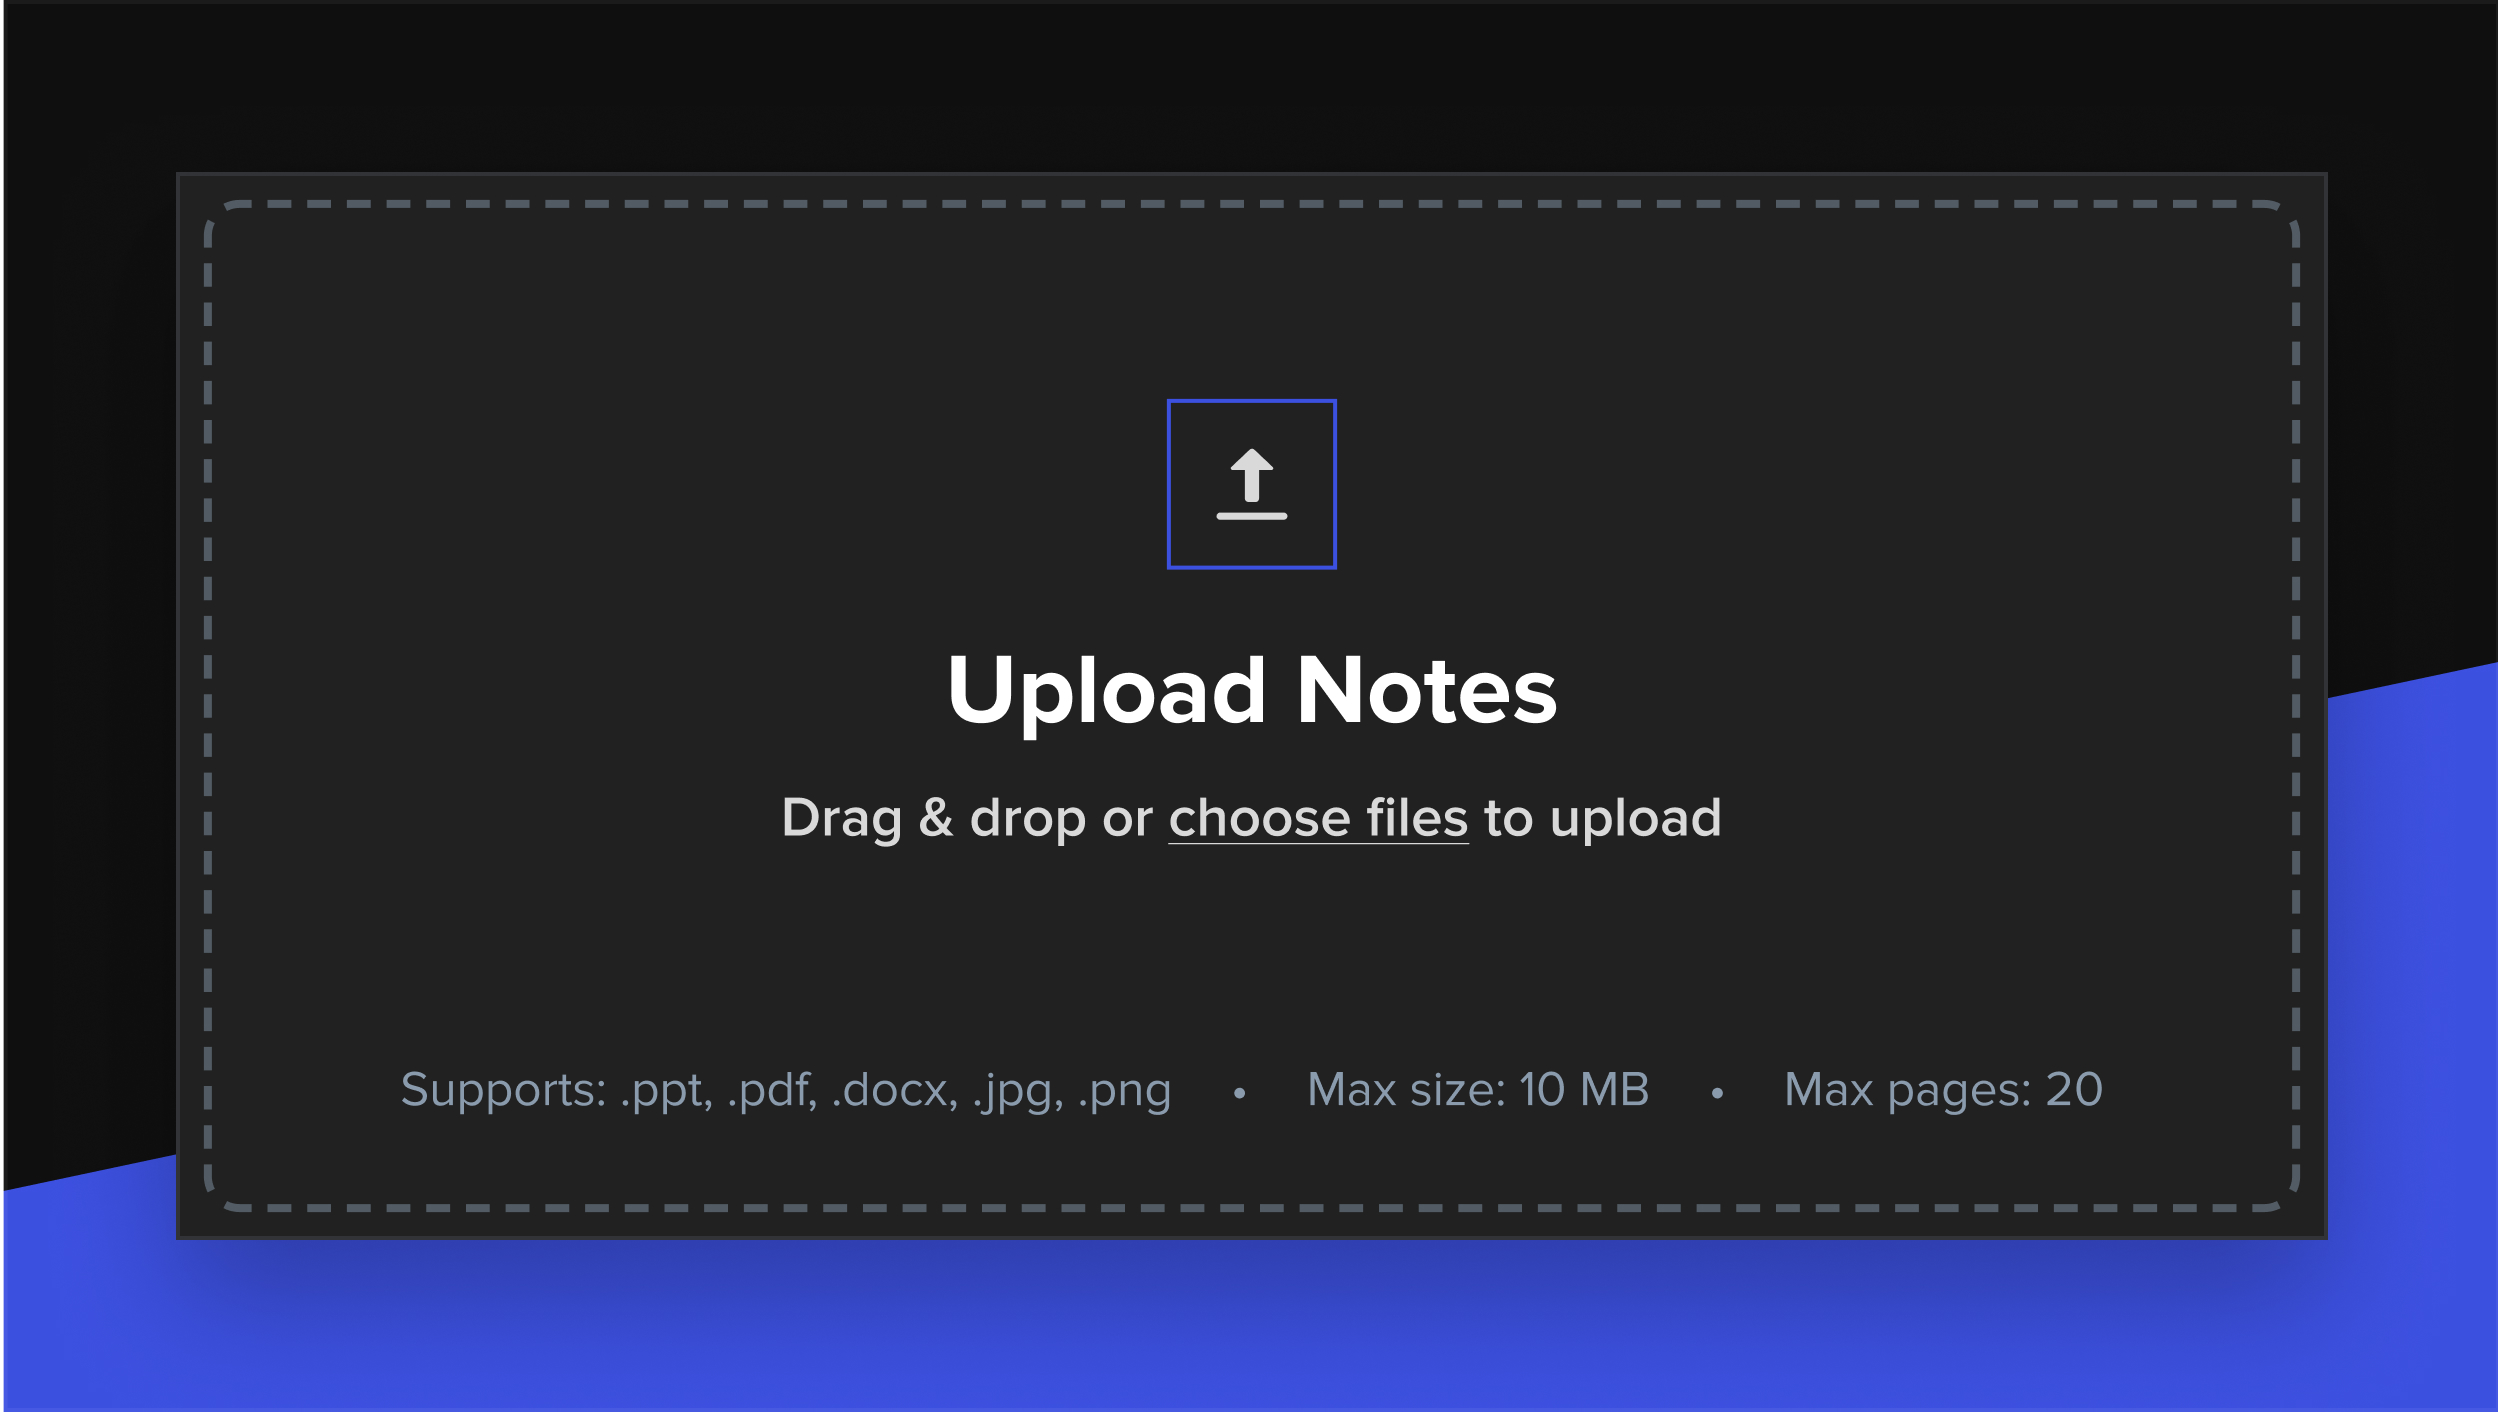 Upload Notes
Drag & drop or choose files to upload
Supports: .ppt, .pdf, .docx, .jpg, .png • Max size: 10 MB • Max pages: 20